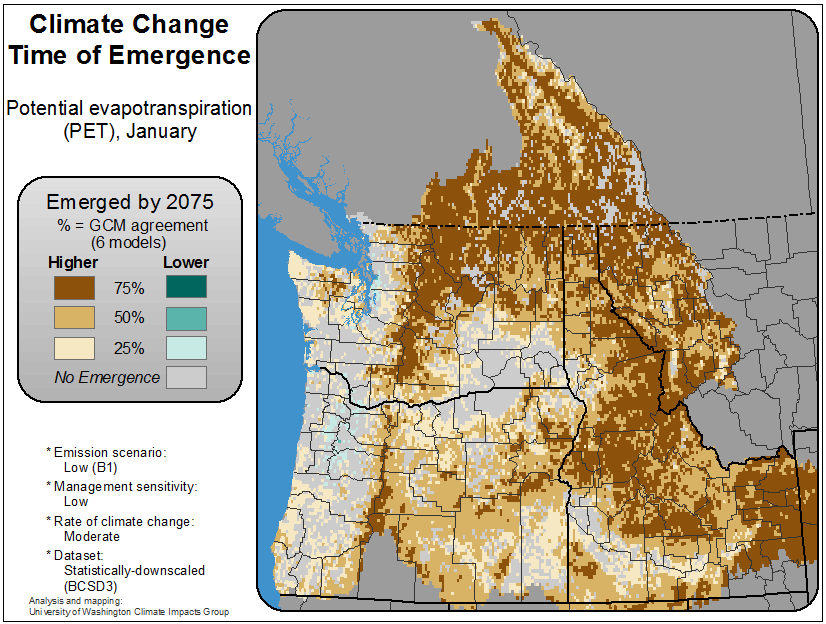 Climate Change
Time of Emergence
Potential evapotranspiration
(PET), January
Emerged by 2075
% = GCM agreement
(6 models)
Higher Lower
75%
50%
25%
No Emergence
* Emission scenario:
Low (B1)
* Management sensitivity:
Low
* Rate of climate change:
Moderate
* Dataset:
Statistically-downscaled
(BCSD3)
Analysis and mapping:
University of Washington Climate Impacts Group